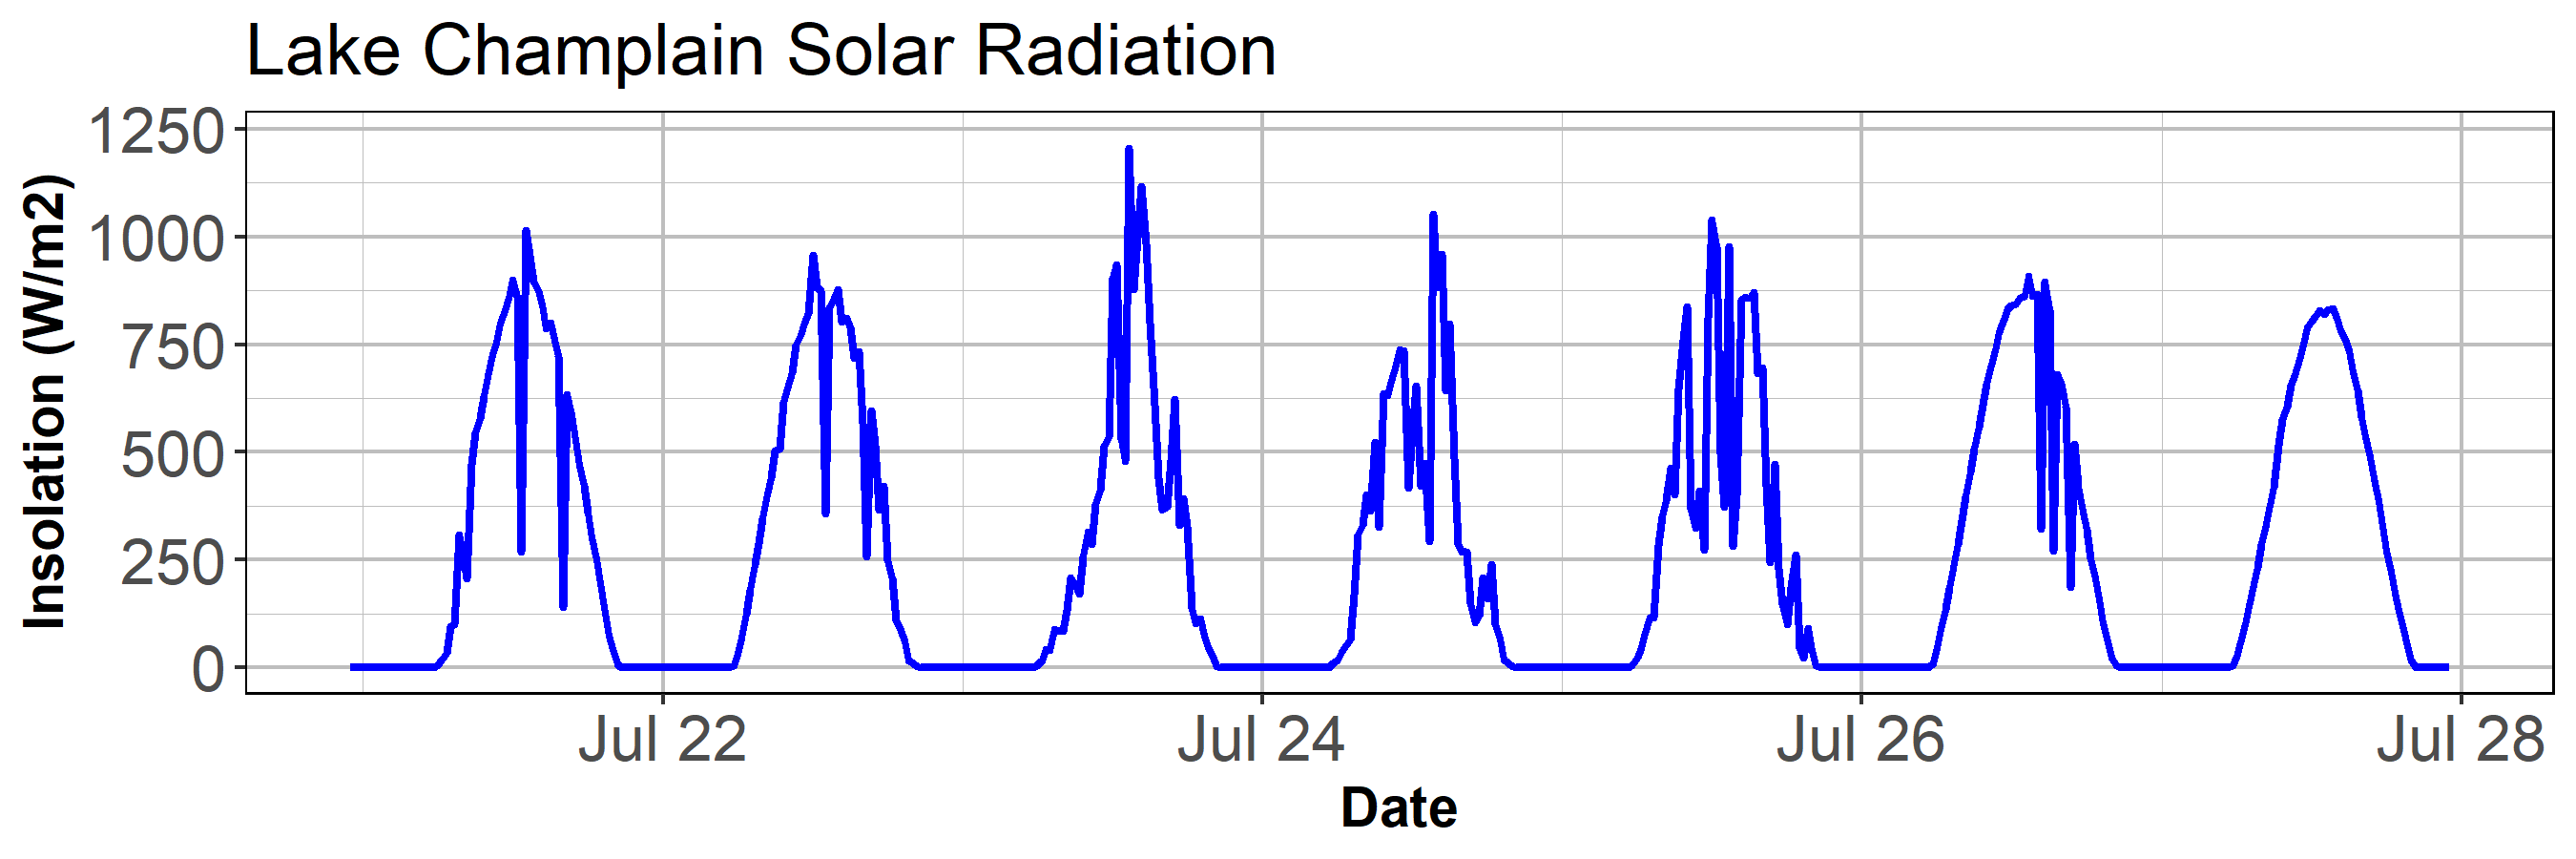 Lake Champlain Solar Radiation
1250
1000
750
500
250
0
Insolation (W/m2)
Jul 22 Jul 24 Jul 26 Jul 28
Date